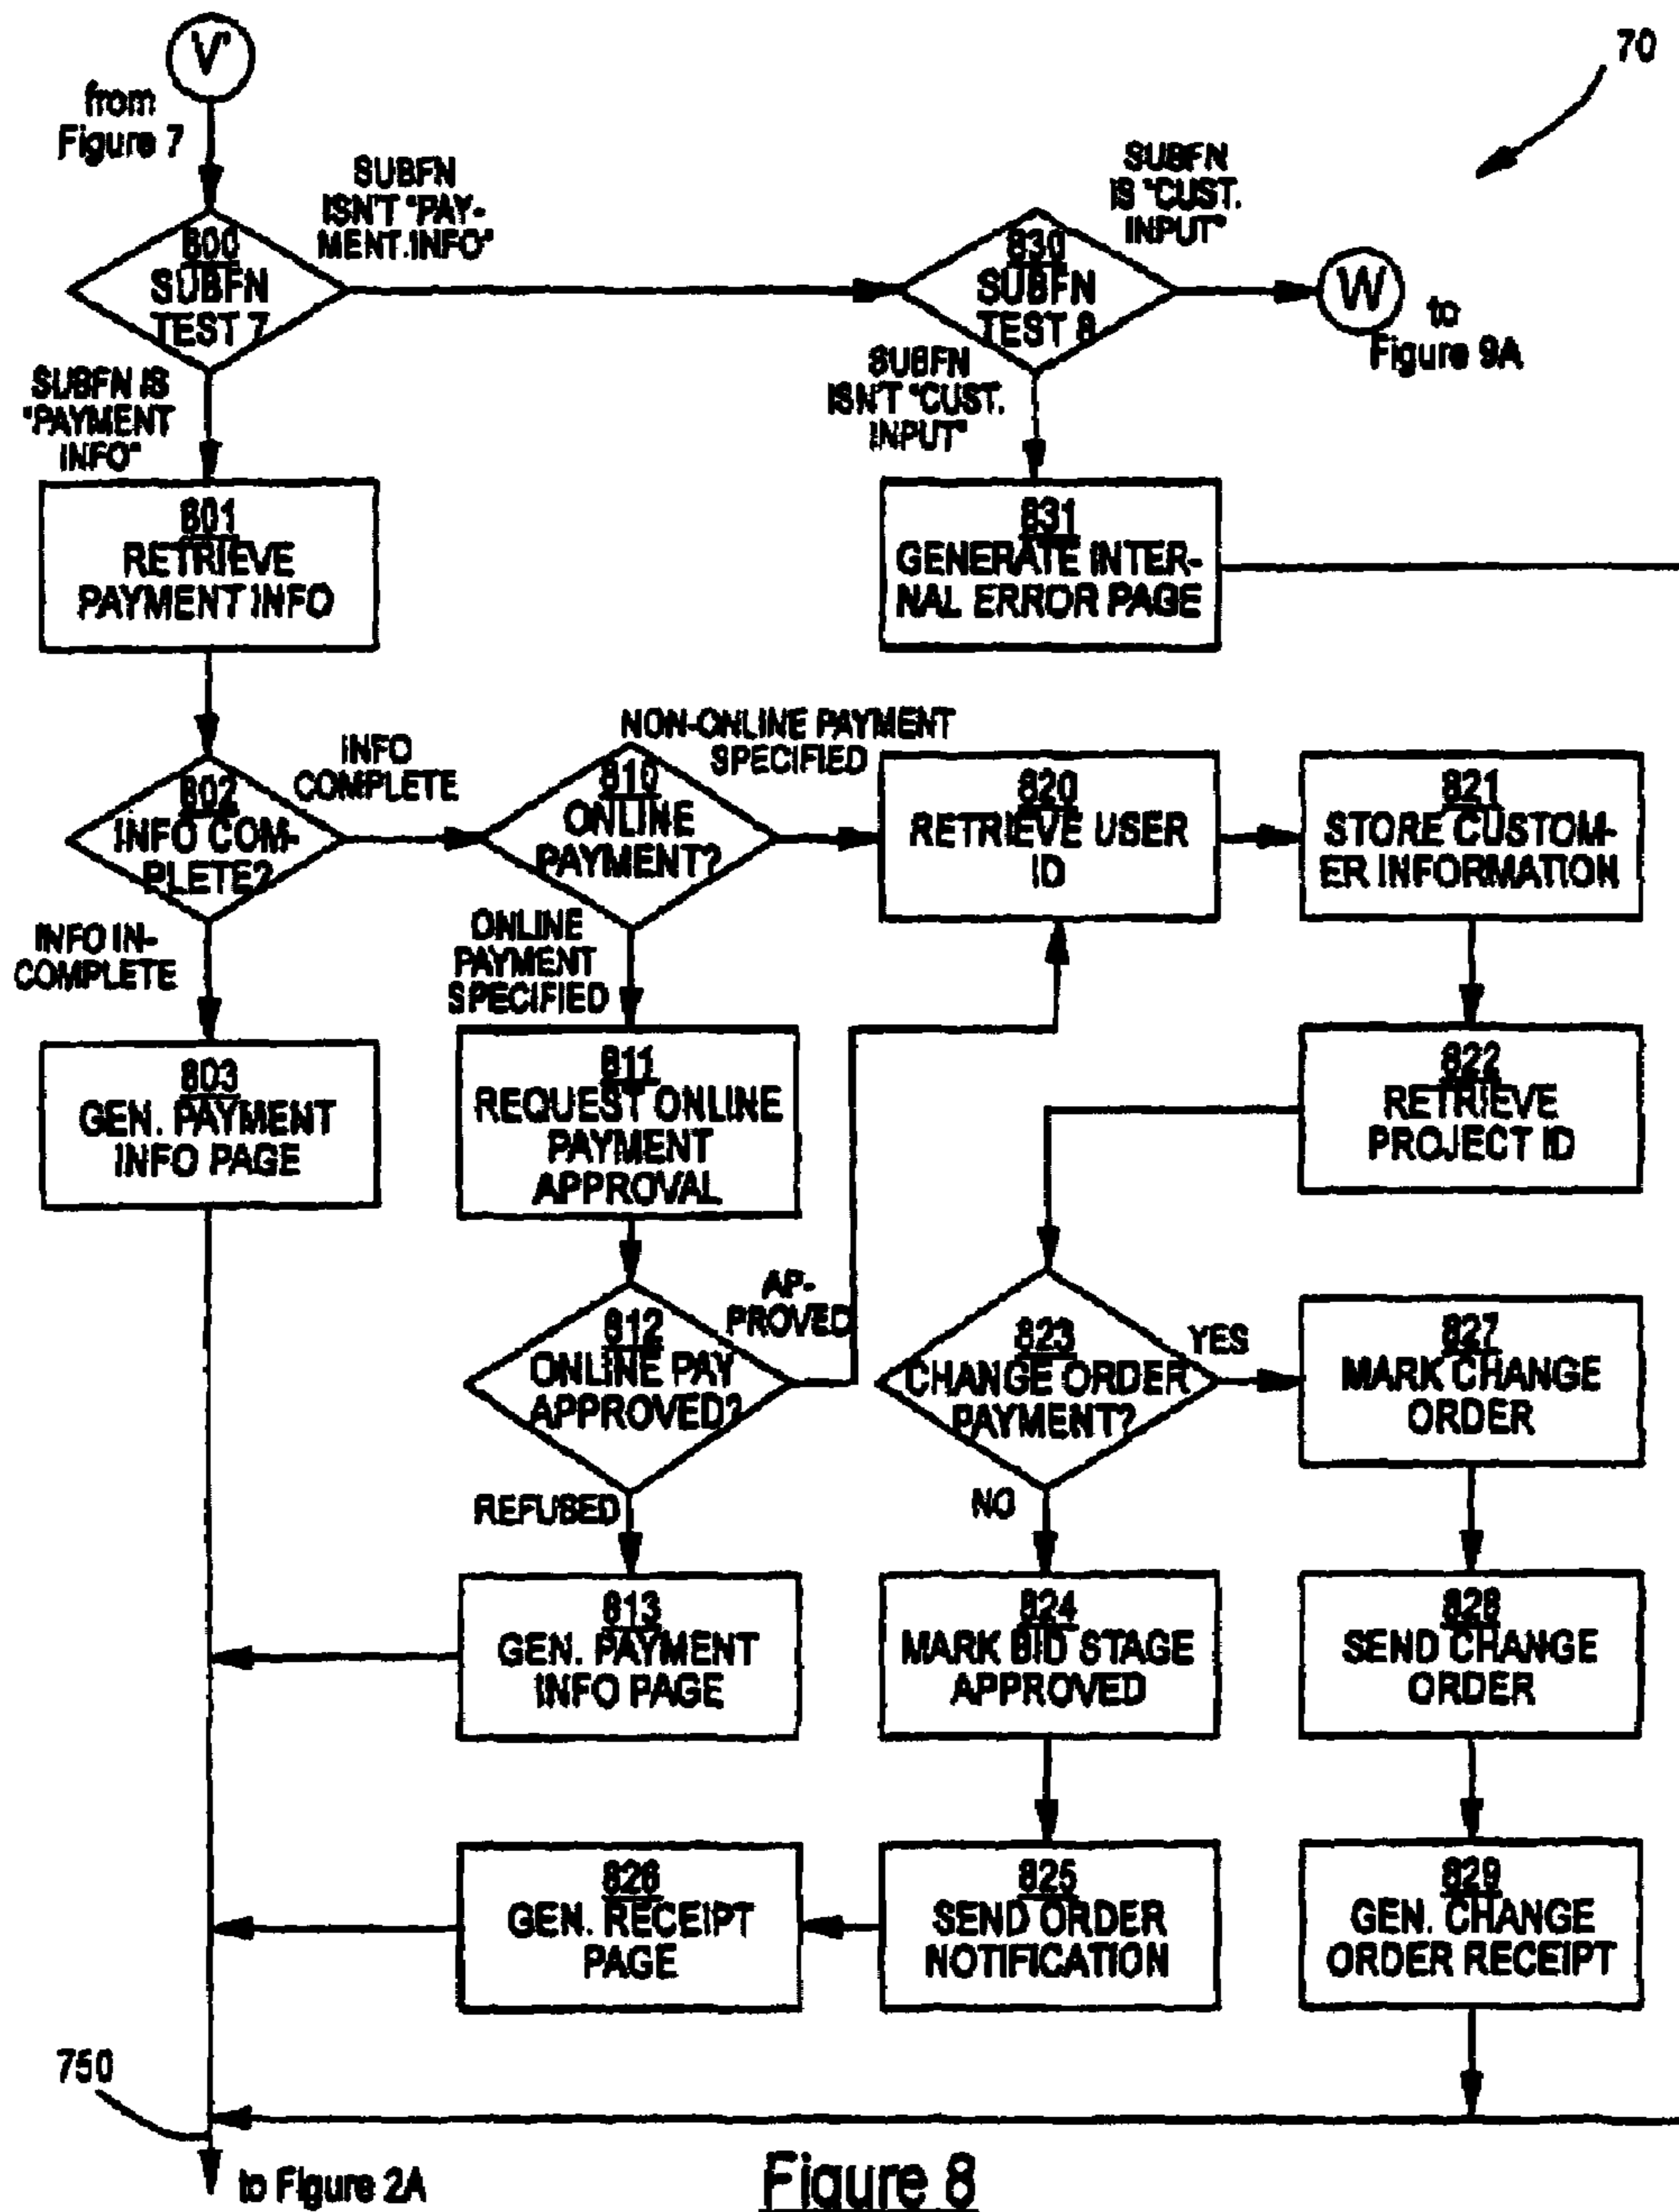 V'
from
Figure 7
70
SUBFN
ISN'T "PAY-
MENT.INFO"
SUBFN
IS "CUST.
INPUT"
800
SUBFN
TEST 7
830
SUBFN
TEST 8
W
to
Figure 9A
SUBFN IS
"PAYMENT
INFO"
SUBFN
ISN'T "CUST.
INPUT"
801
RETRIEVE
PAYMENT INFO
831
GENERATE INTER-
NAL ERROR PAGE
INFO
COMPLETE
NON-ONLINE PAYMENT
SPECIFIED
802
INFO COM-
PLETE?
810
ONLINE
PAYMENT?
820
RETRIEVE USER
ID
821
STORE CUSTOM-
ER INFORMATION
INFO IN-
COMPLETE
ONLINE
PAYMENT
SPECIFIED
803
GEN. PAYMENT
INFO PAGE
811
REQUEST ONLINE
PAYMENT
APPROVAL
822
RETRIEVE
PROJECT ID
AP-
PROVED
812
ONLINE PAY
APPROVED?
823
CHANGE ORDER
PAYMENT?
YES
827
MARK CHANGE
ORDER
REFUSED
NO
813
GEN. PAYMENT
INFO PAGE
824
MARK BID STAGE
APPROVED
828
SEND CHANGE
ORDER
826
GEN. RECEIPT
PAGE
825
SEND ORDER
NOTIFICATION
829
GEN. CHANGE
ORDER RECEIPT
750
to Figure 2A
Figure 8